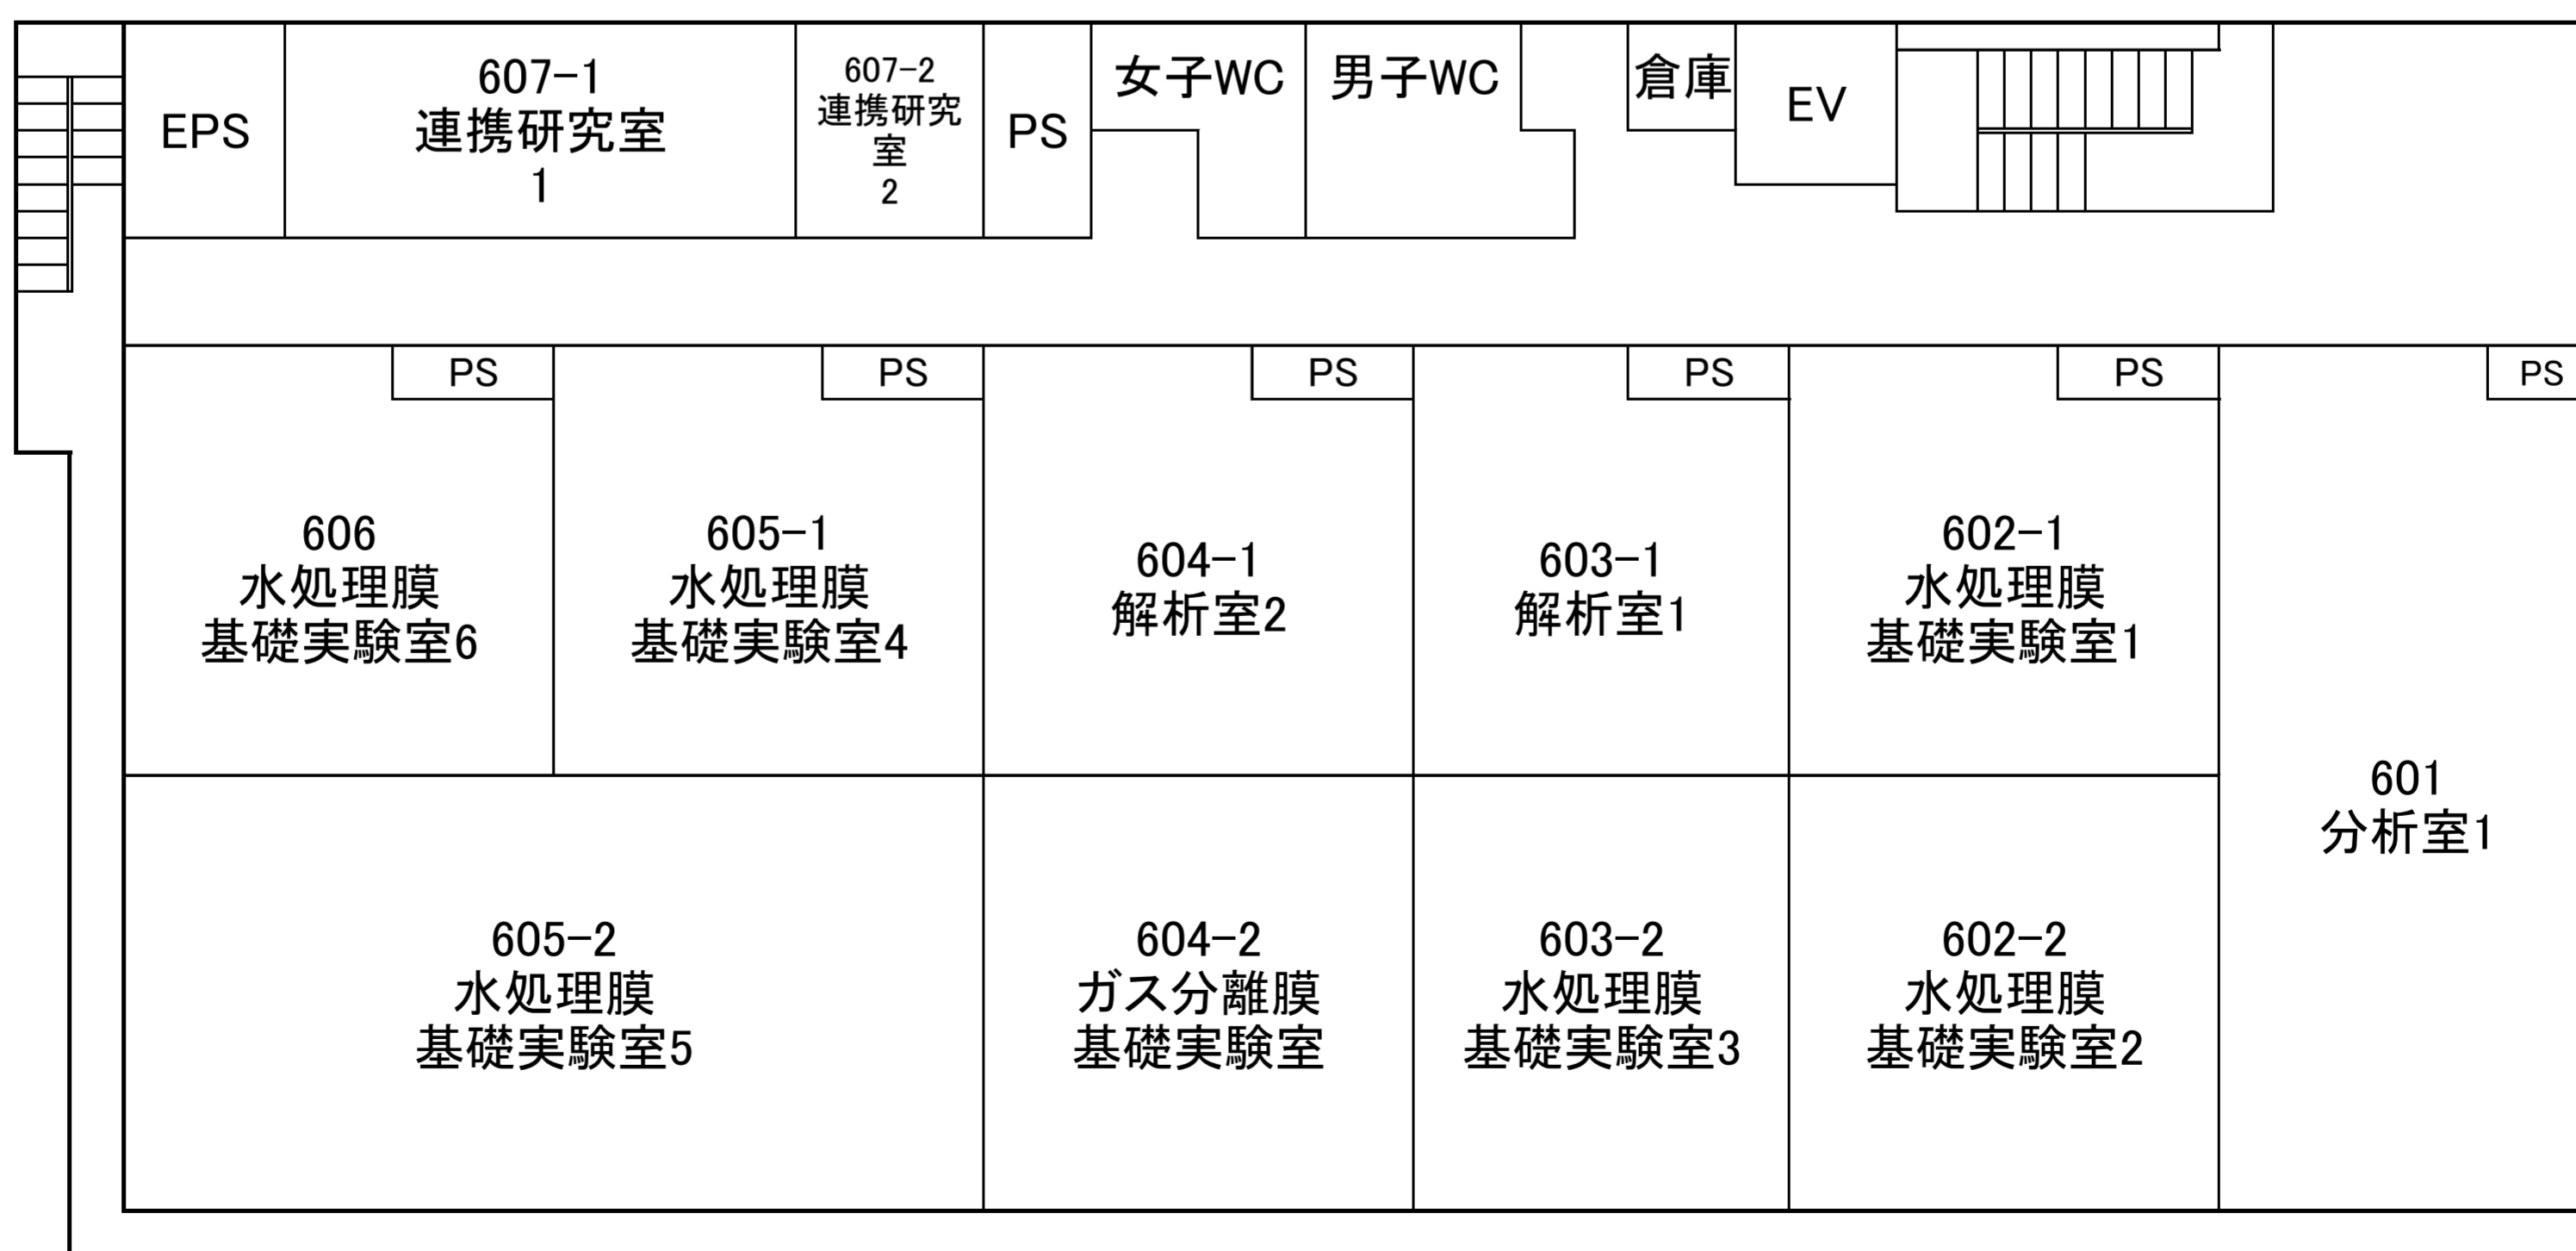 EPS
607-1
連携研究室
1
607-2
連携研究
室
2
PS
女子WC
男子WC
倉庫
EV
PS
PS
PS
PS
PS
PS
606
水処理膜
基礎実験室6
605-1
水処理膜
基礎実験室4
604-1
解析室2
603-1
解析室1
602-1
水処理膜
基礎実験室1
601
分析室1
605-2
水処理膜
基礎実験室5
604-2
ガス分離膜
基礎実験室
603-2
水処理膜
基礎実験室3
602-2
水処理膜
基礎実験室2